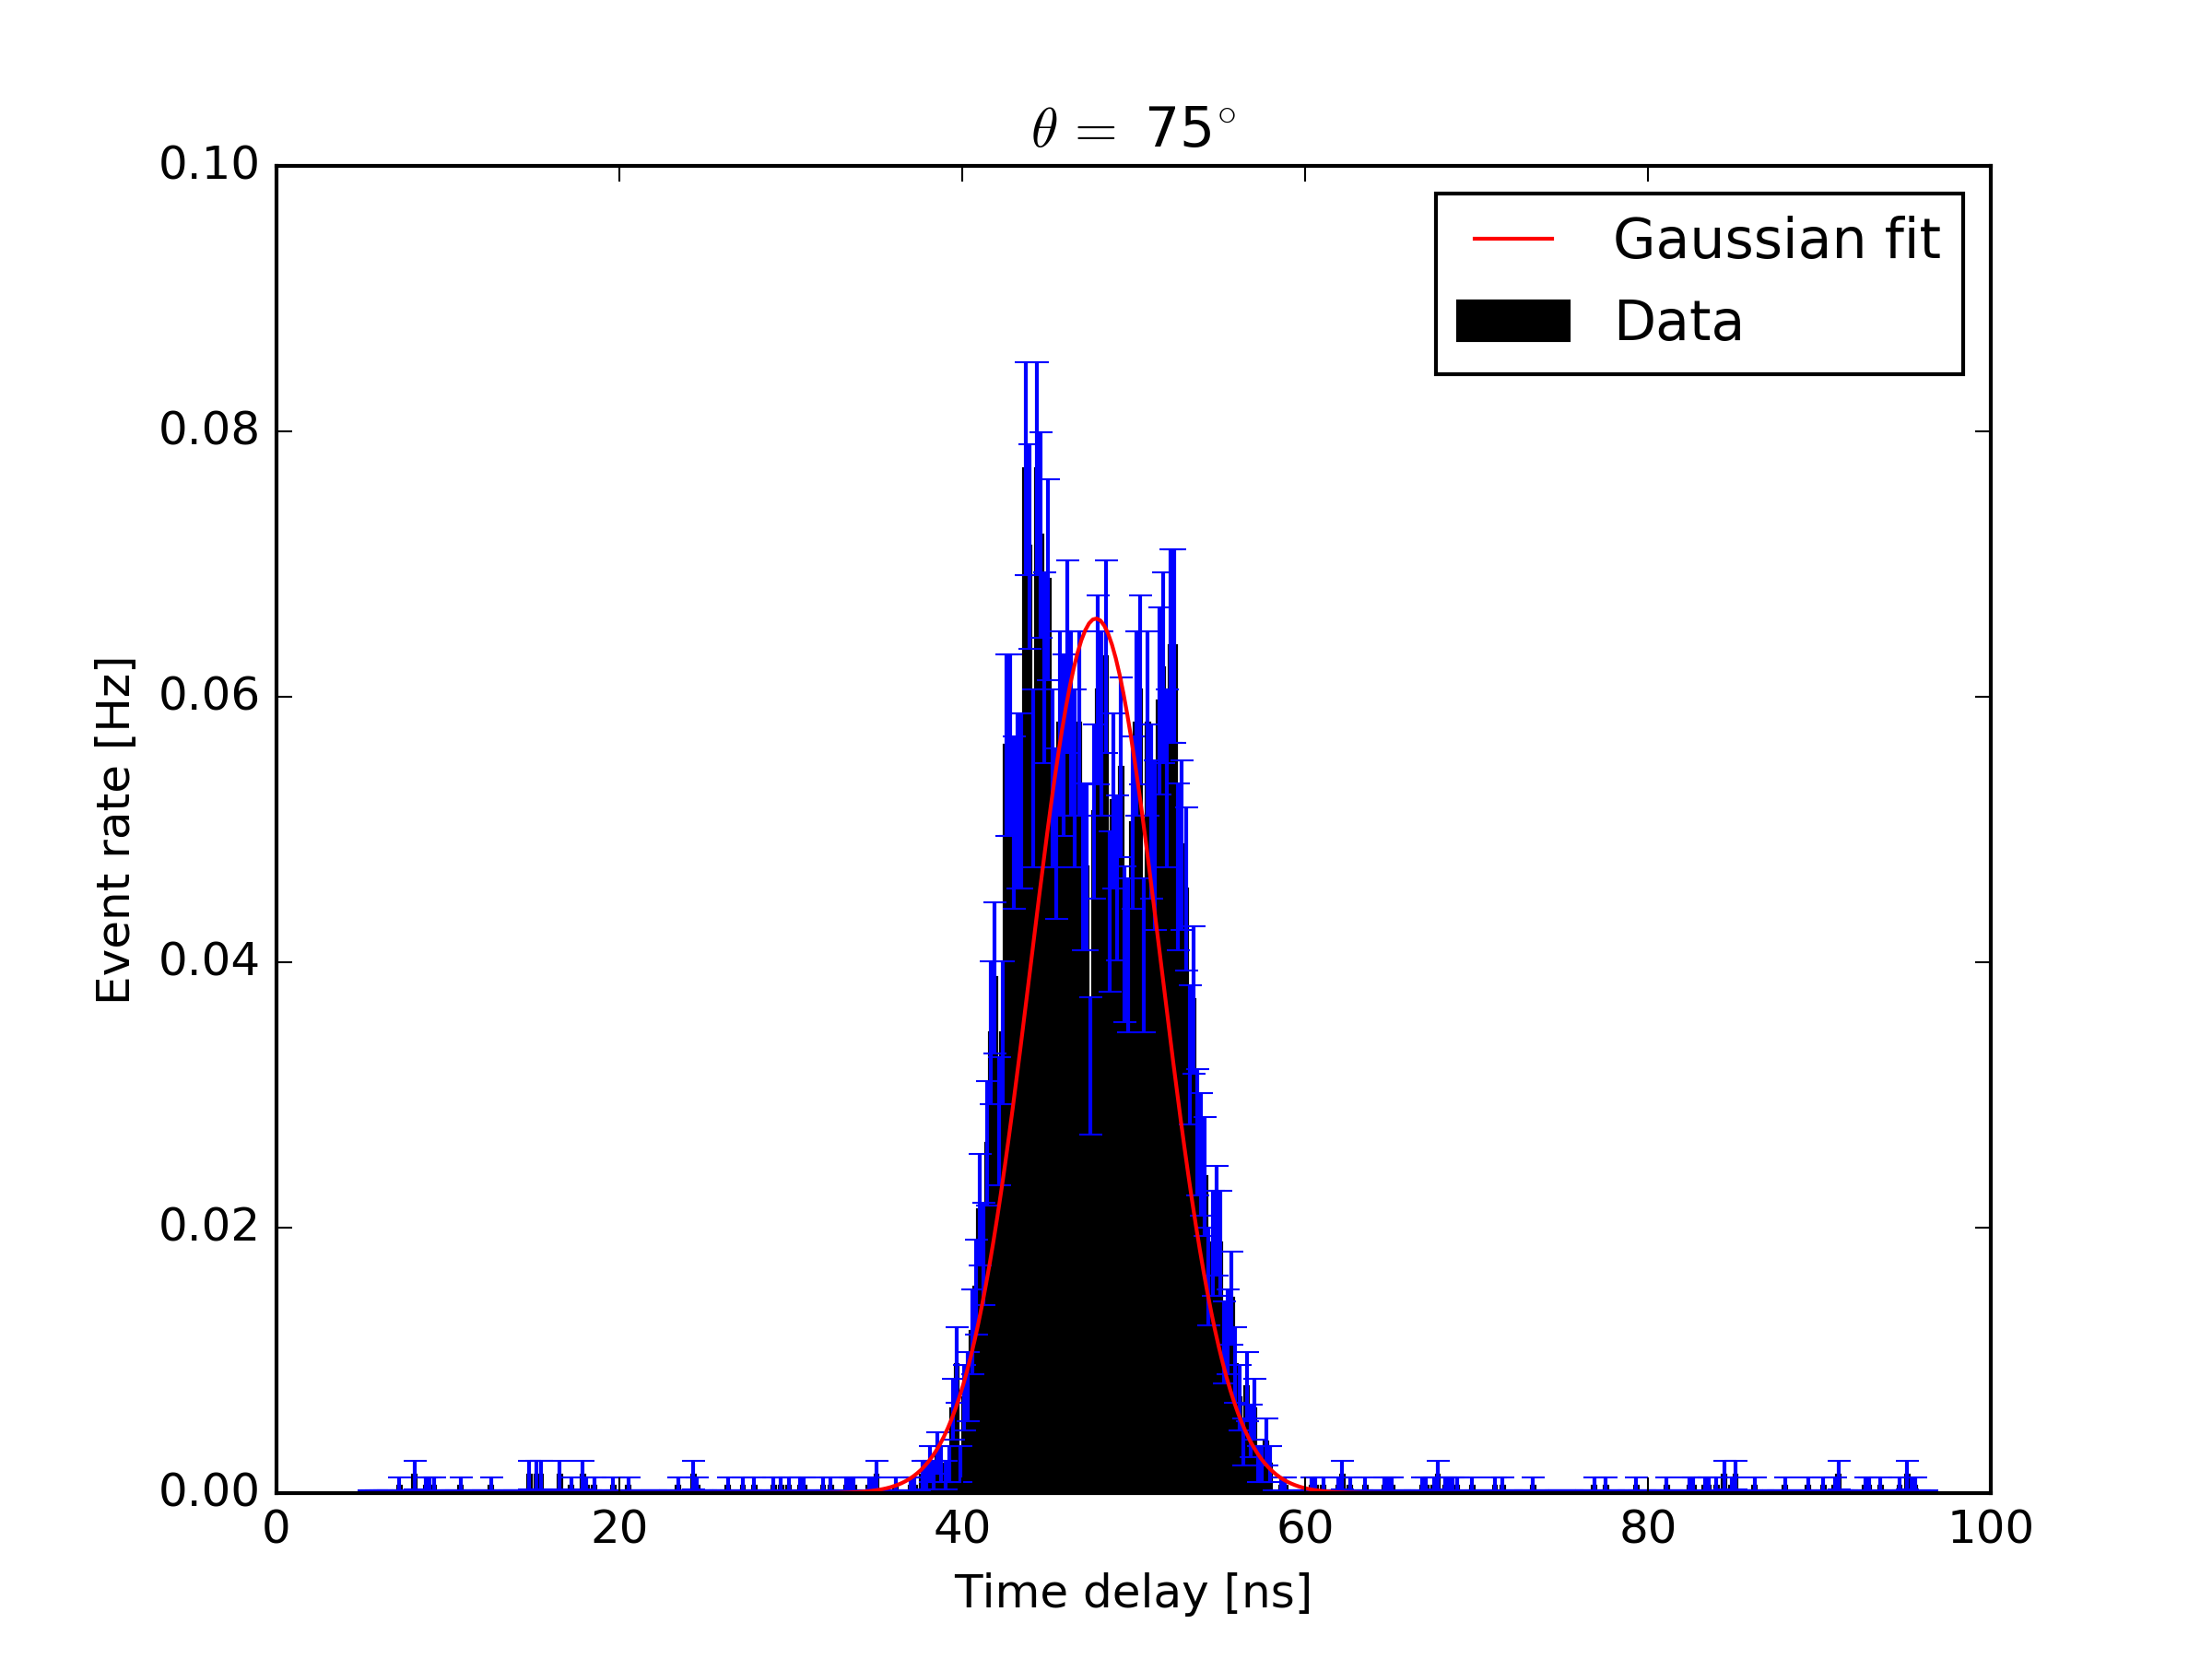 θ = 75°
0.10
0.08
0.06
0.04
0.02
0.00
Event rate [Hz]
Gaussian fit
Data
0 20 40 60 80 100
Time delay [ns]